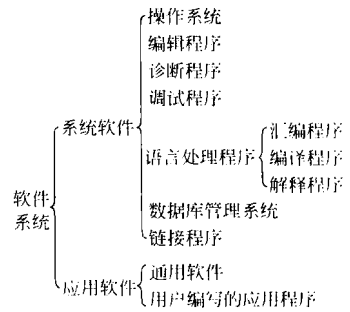 操作系统
编辑程序
诊断程序
调试程序
系统软件
汇编程序
语言处理程序
编译程序
解释程序
软件
系统
数据库管理系统
链接程序
通用软件
应用软件
用户编写的应用程序